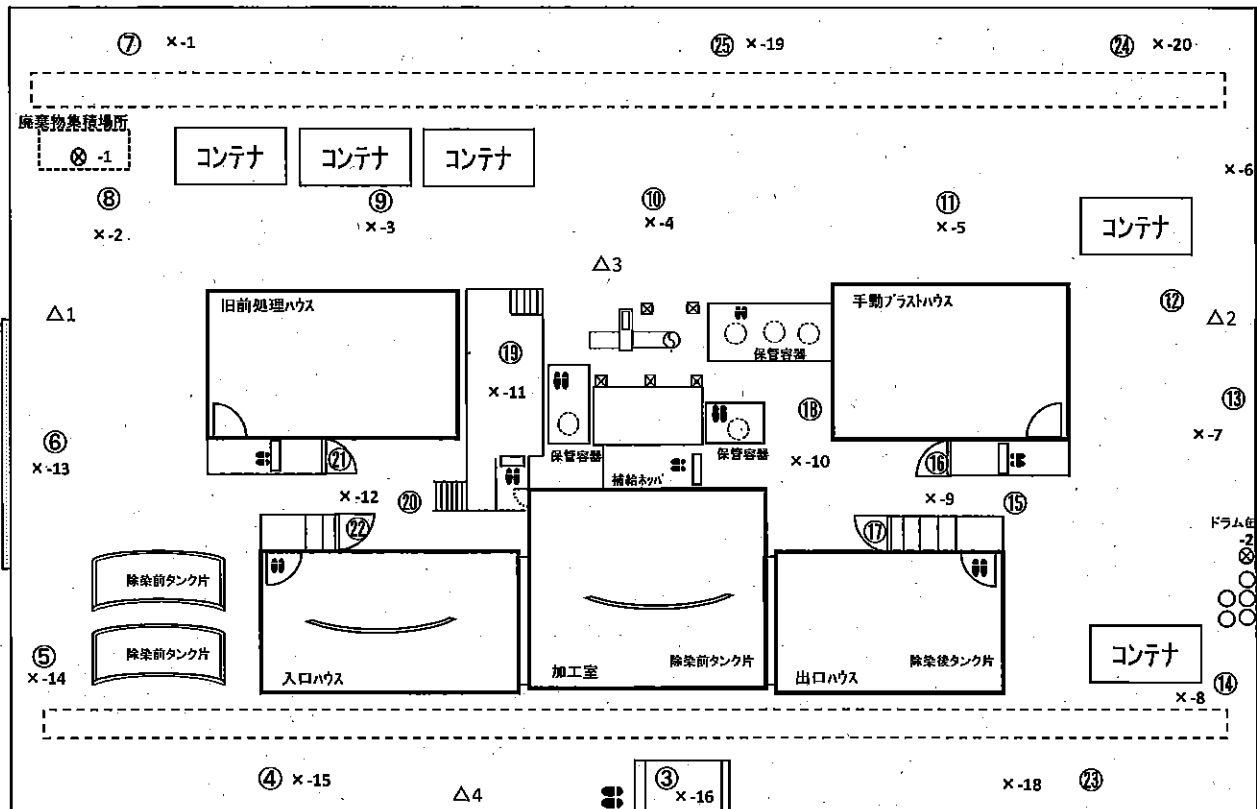 ⑦ ×-1
㉕ ×-19
㉔ ×-20
廃棄物集積場所
⊗ -1
コンテナ
コンテナ
コンテナ
×-6
⑧
×-2
⑨
×-3
⑩
×-4
⑪
×-5
コンテナ
△1
△3
⑫
△2
旧前処理ハウス
手動ブラストハウス
保管容器
⑲
×-11
⑱
⑬
×-7
⑥
×-13
㉑
保管容器
保管容器
×-10
⑯
補給ホッパ
×-12
⑳
×-9
⑮
㉒
⑰
ドラム缶
-2
⊗
除染前タンク片
除染前タンク片
⑤
×-14
入口ハウス
加工室
除染前タンク片
出口ハウス
除染後タンク片
コンテナ
⑭
×-8
④ ×-15
△4
③
×-16
×-18
㉓